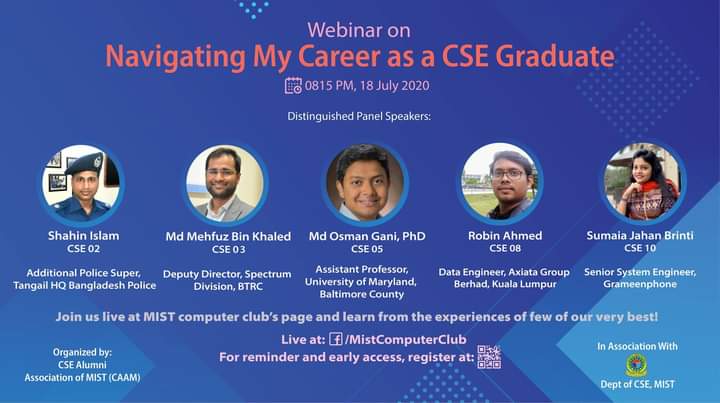 Webinar on
Navigating My Career as a CSE Graduate
0815 PM, 18 July 2020
Distinguished Panel Speakers:
Shahin Islam
CSE 02
Additional Police Super,
Tangail HQ Bangladesh Police
Md Mehfuz Bin Khaled
CSE 03
Deputy Director, Spectrum
Division, BTRC
Md Osman Gani, PhD
CSE 05
Assistant Professor,
University of Maryland,
Baltimore County
Robin Ahmed
CSE 08
Data Engineer, Axiata Group
Berhad, Kuala Lumpur
Sumaia Jahan Brinti
CSE 10
Senior System Engineer,
Grameenphone
Join us live at MIST computer club's page and learn from the experiences of few of our very best!
Live at: f/MistComputerClub
For reminder and early access, register at:
Organized by:
CSE Alumni
Association of MIST (CAAM)
In Association With
Dept of CSE, MIST